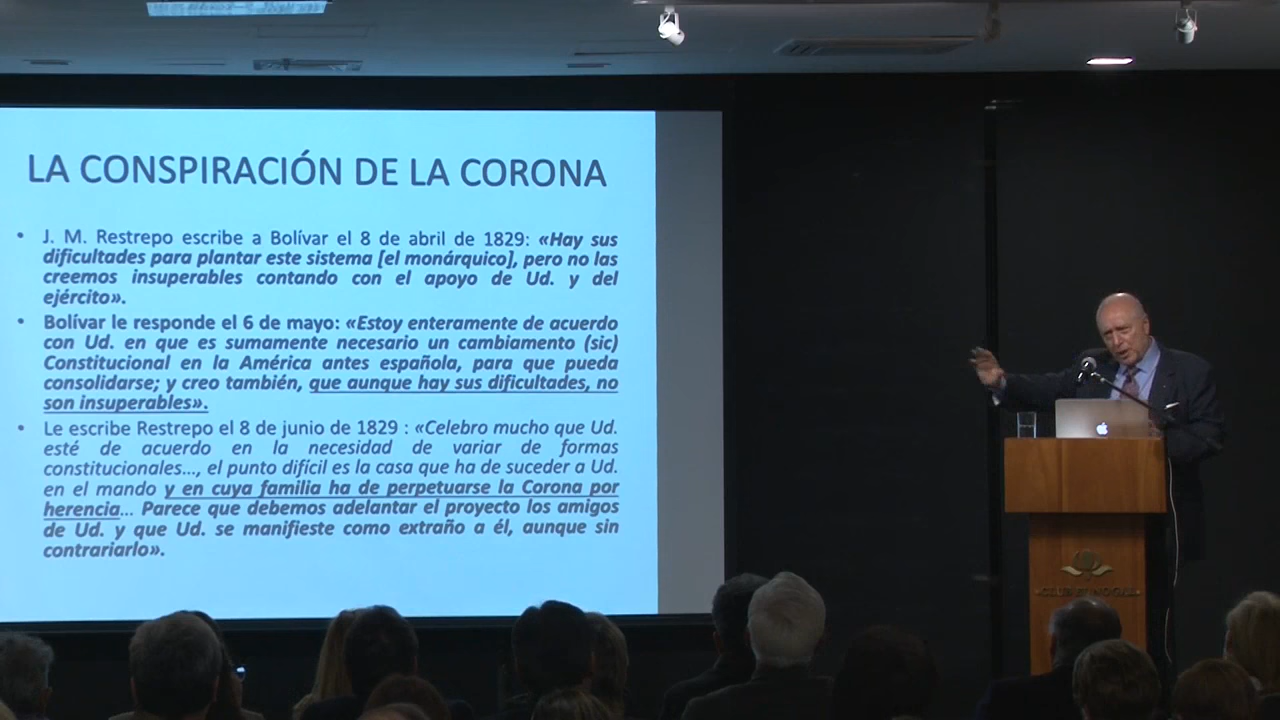 LA CONSPIRACIÓN DE LA CORONA
• J. M. Restrepo escribe a Bolívar el 8 de abril de 1829: «Hay sus
dificultades para plantar este sistema [el monárquico], pero no las
creemos insuperables contando con el apoyo de Ud. y del
ejército».
• Bolívar le responde el 6 de mayo: «Estoy enteramente de acuerdo
con Ud. en que es sumamente necesario un cambiamento (sic)
Constitucional en la América antes española, para que pueda
consolidarse; y creo también, que aunque hay sus dificultades, no
son insuperables».
• Le escribe Restrepo el 8 de junio de 1829 : «Celebro mucho que Ud.
esté de acuerdo en la necesidad de variar de formas
constitucionales..., el punto difícil es la casa que ha de suceder a Ud.
en el mando y en cuya familia ha de perpetuarse la Corona por
herencia... Parece que debemos adelantar el proyecto los amigos
de Ud. y que Ud. se manifieste como extraño a él, aunque sin
contrariarlo».
CLUB EL NOGAL